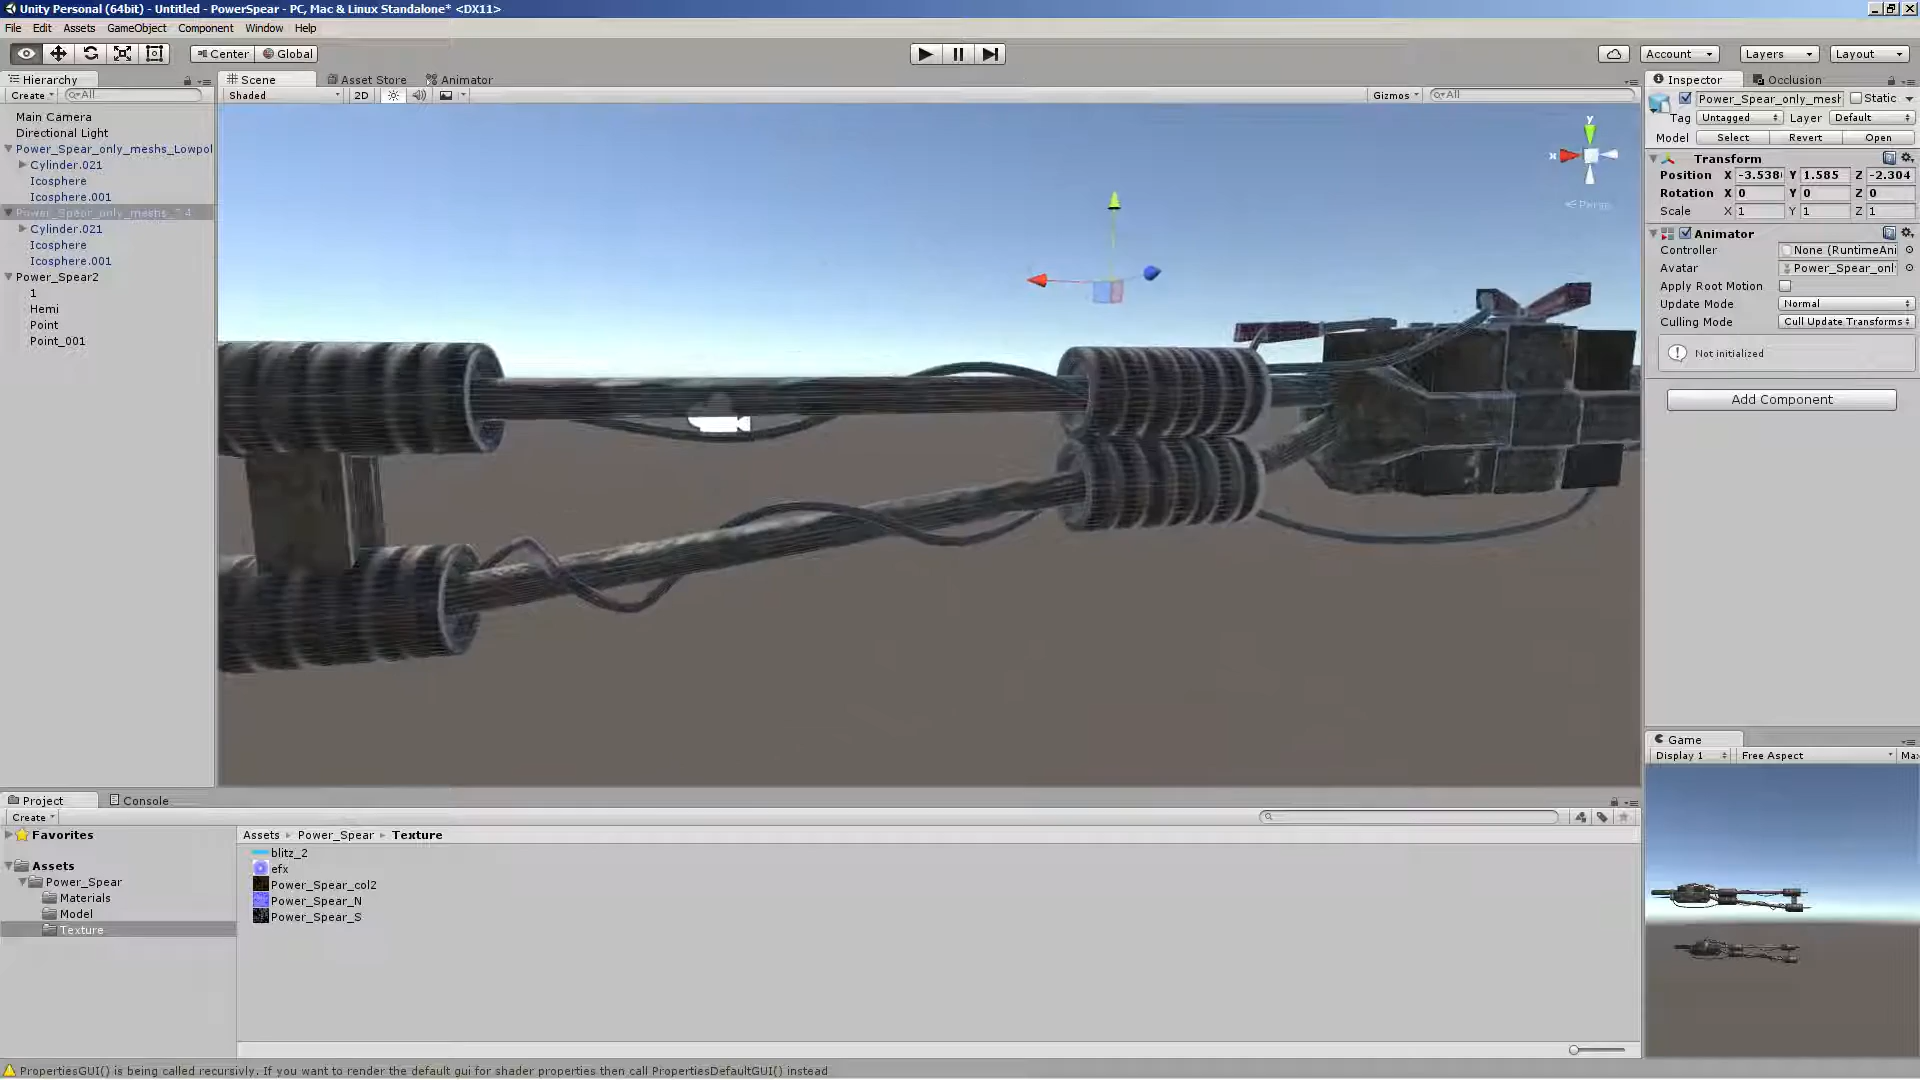 Unity Personal (64bit) - Untitled - PowerSpear - PC, Mac & Linux Standalone* <DX11>
File Edit Assets GameObject Component Window Help
Center Global
Account Layers Layout
Hierarchy
Create All
Main Camera
Directional Light
Power_Spear_only_meshs_Lowpol
Cylinder.021
Icosphere
Icosphere.001
Power_Spear_only_meshs_
Cylinder.021
Icosphere
Icosphere.001
Power_Spear2
1
Hemi
Point
Point_001
Scene Asset Store Animator
Shaded 2D Gizmos All
y
x
Persp
Inspector Occlusion
Power_Spear_only_mesh Static
Tag Untagged Layer Default
Model Select Revert Open
Transform
Position X -3.538 Y 1.585 Z -2.304
Rotation X 0 Y 0 Z 0
Scale X 1 Y 1 Z 1
Animator
Controller None (RuntimeAni
Avatar Power_Spear_onl
Apply Root Motion
Update Mode Normal
Culling Mode Cull Update Transforms
Not initialized
Add Component
Game
Display 1 Free Aspect Ma
Project Console
Create
Favorites
Assets
Power_Spear
Materials
Model
Texture
Assets Power_Spear Texture
blitz_2
efx
Power_Spear_col2
Power_Spear_N
Power_Spear_S
PropertiesGUI() is being called recursivly. If you want to render the default gui for shader properties then call PropertiesDefaultGUI() instead